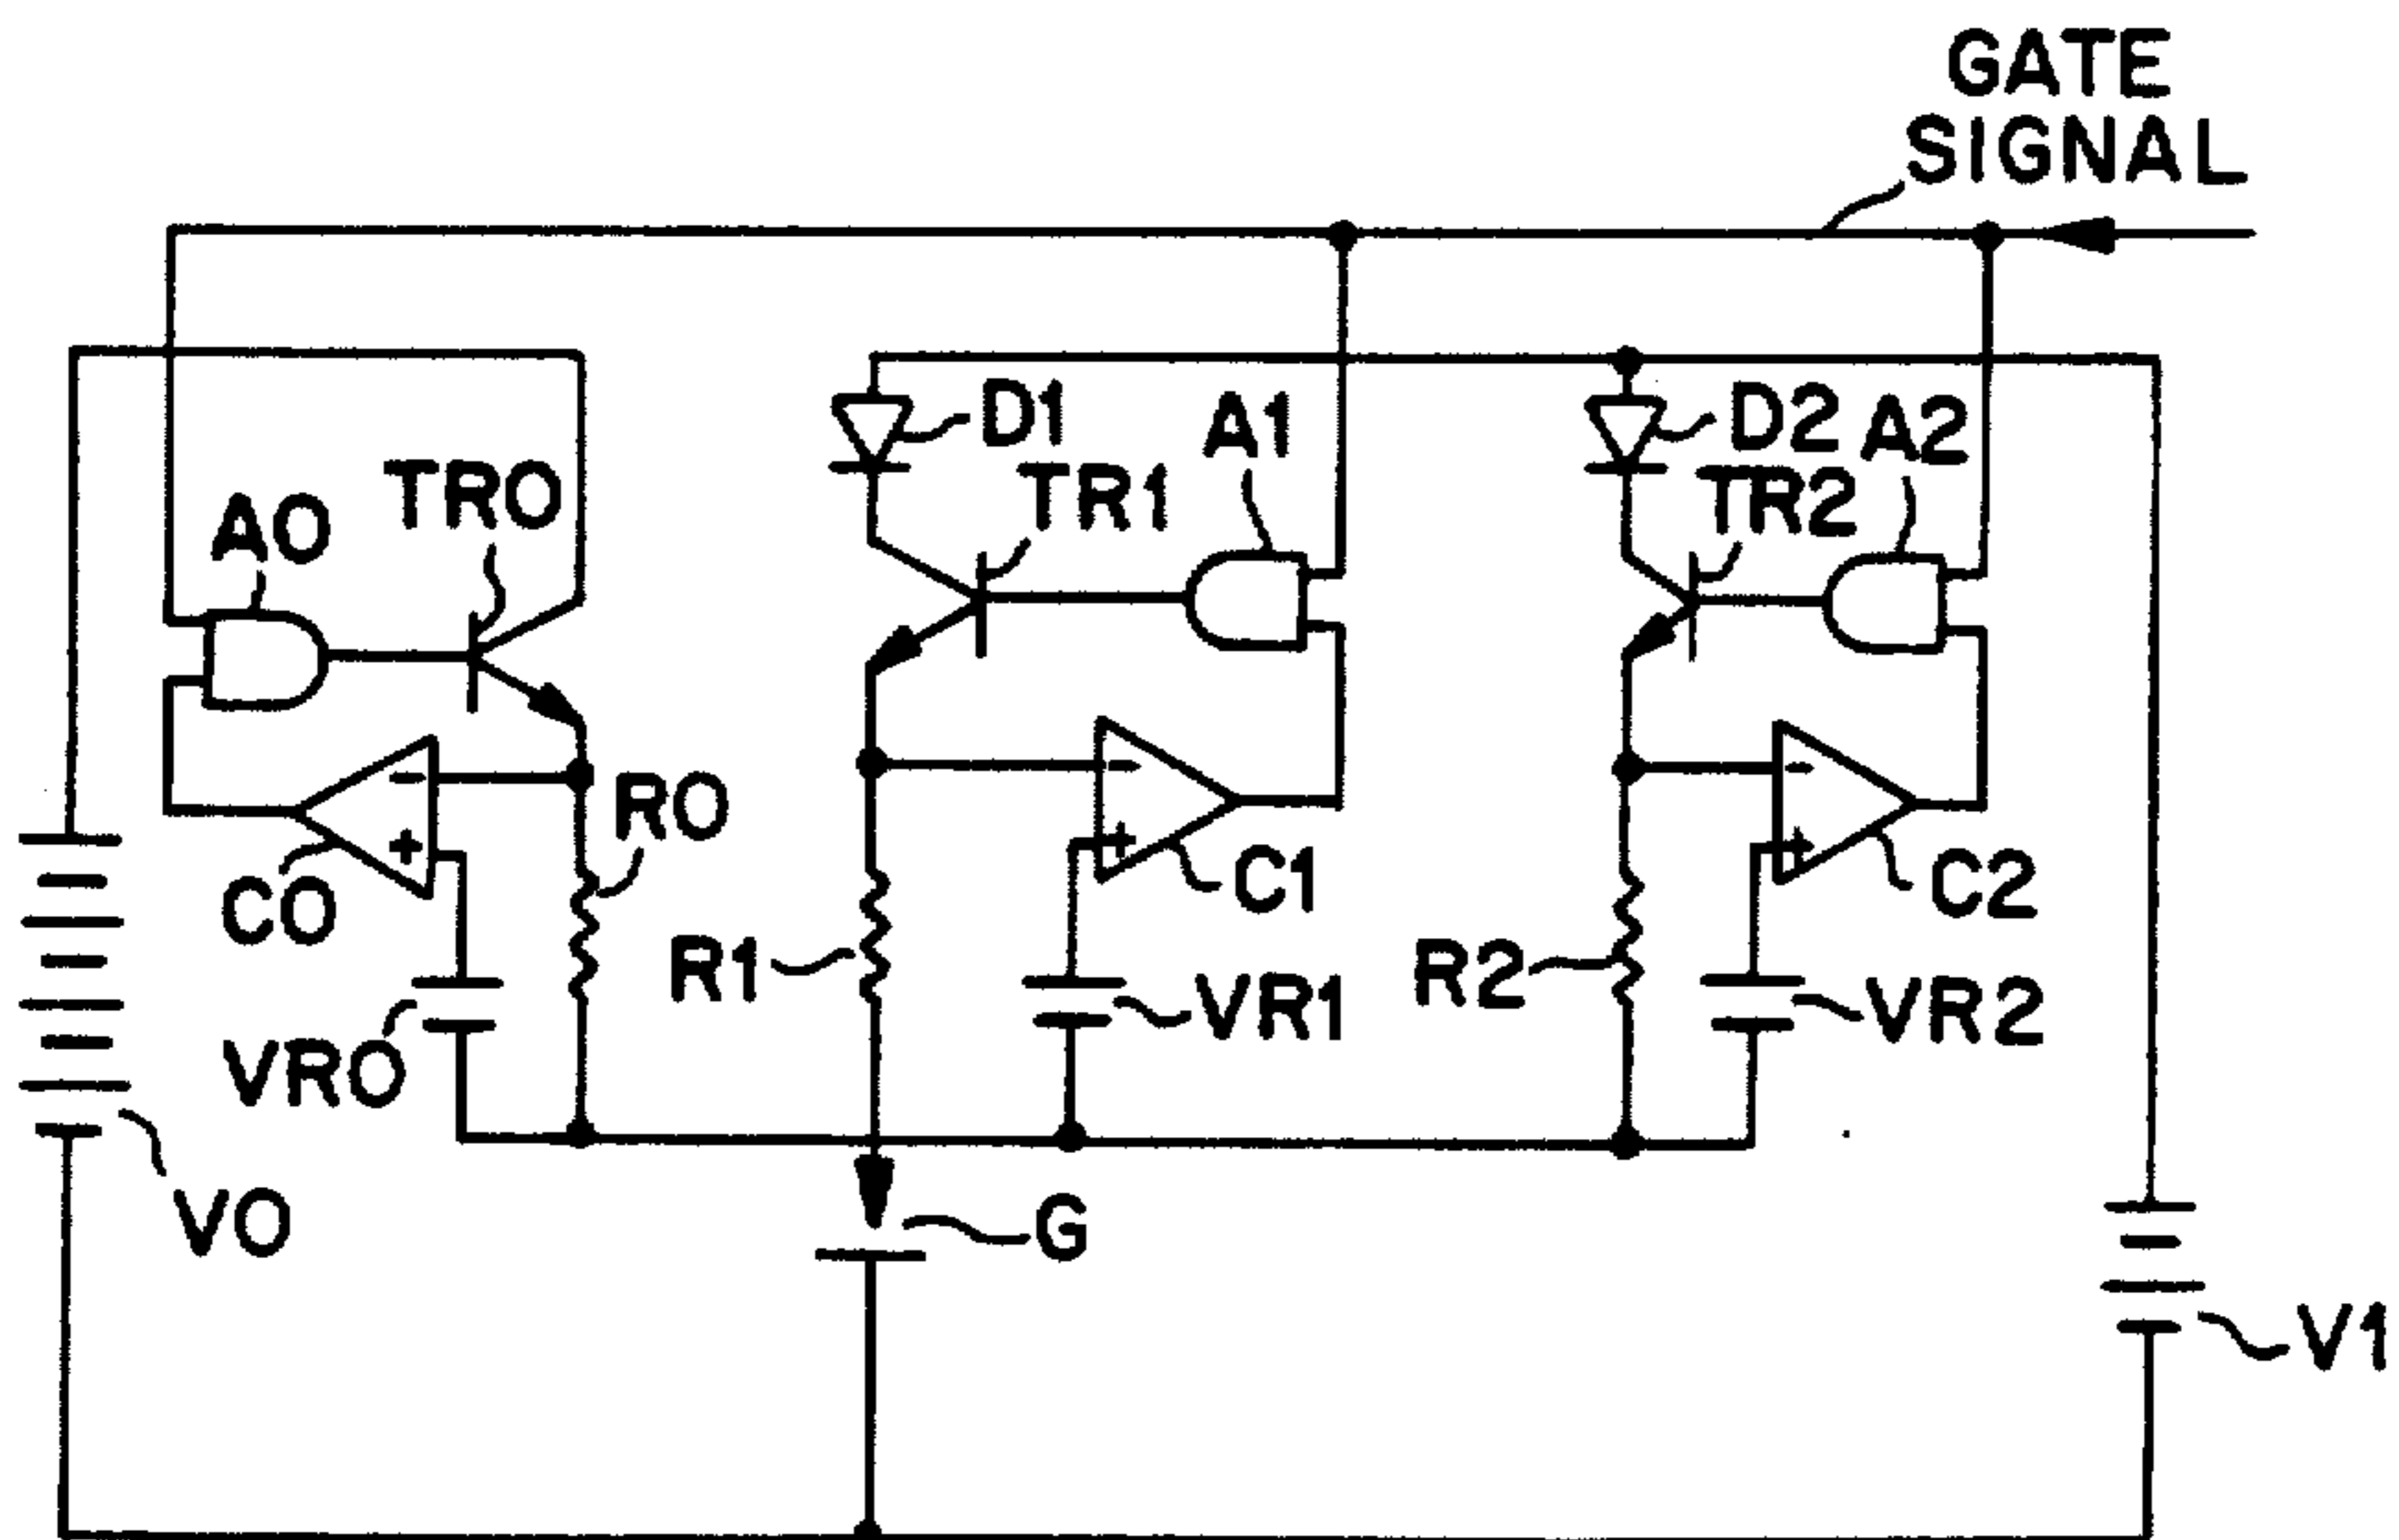 GATE
SIGNAL
D1
A1
D2
A2
TR0
TR1
TR2
A0
-
-
-
R0
+
+
+
C0
C1
C2
R1
R2
VR0
VR1
VR2
V0
G
V1